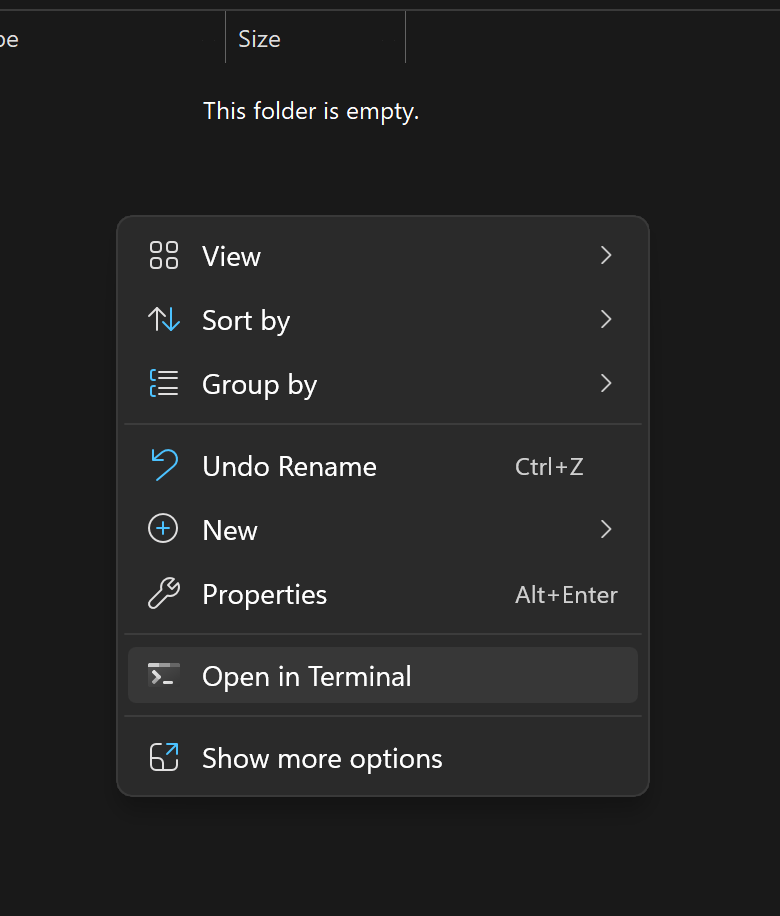 Size
This folder is empty.
View
Sort by
Group by
Undo Rename Ctrl+Z
New
Properties Alt+Enter
Open in Terminal
Show more options